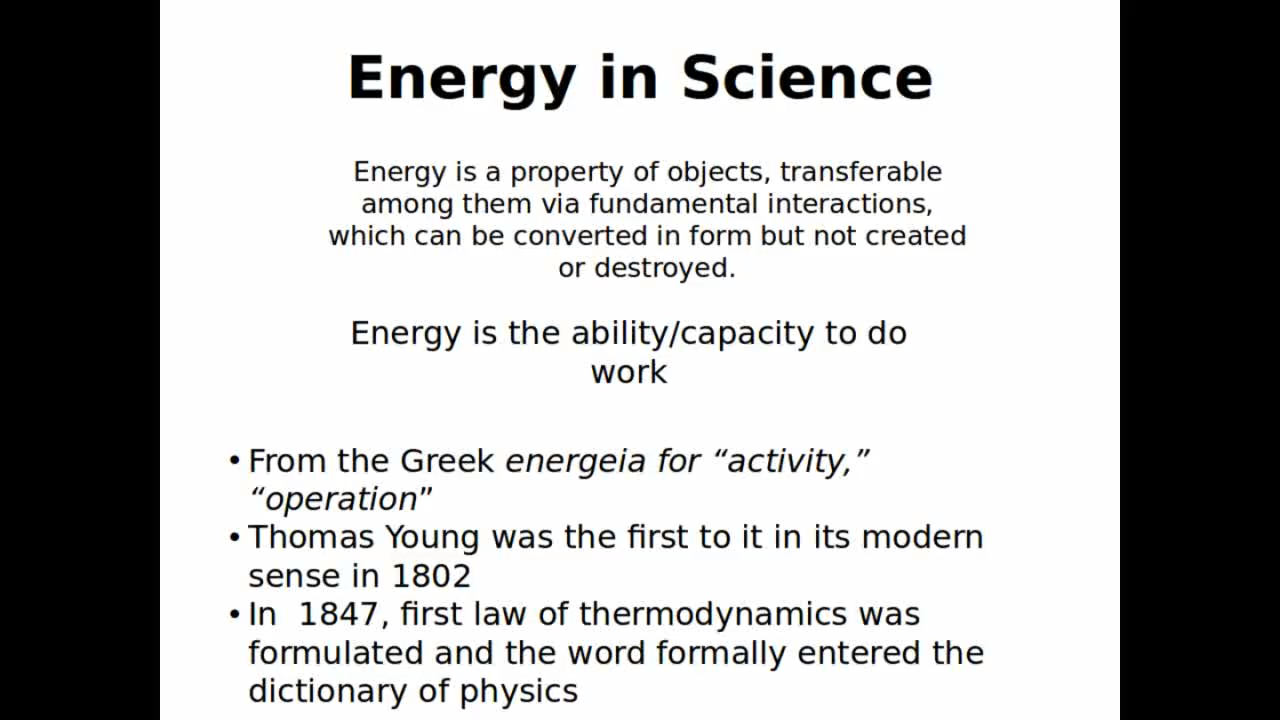 Energy in Science
Energy is a property of objects, transferable
among them via fundamental interactions,
which can be converted in form but not created
or destroyed.
Energy is the ability/capacity to do
work
• From the Greek energeia for “activity,”
“operation”
• Thomas Young was the first to it in its modern
sense in 1802
• In  1847, first law of thermodynamics was
formulated and the word formally entered the
dictionary of physics